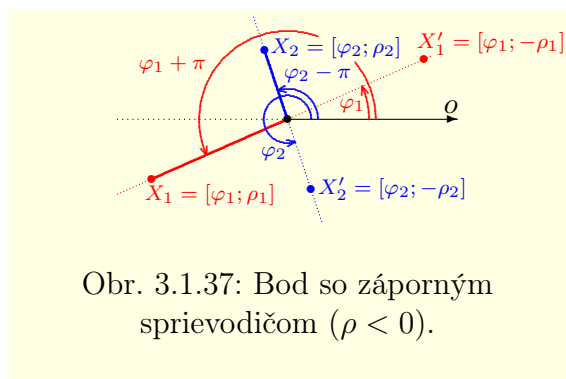 X₂ = [φ₂; ρ₂]
X′₁ = [φ₁; −ρ₁]
φ₁ + π
φ₂ − π
φ₁
o
φ₂
X₁ = [φ₁; ρ₁]
X′₂ = [φ₂; −ρ₂]
Obr. 3.1.37: Bod so záporným
sprievodičom (ρ < 0).